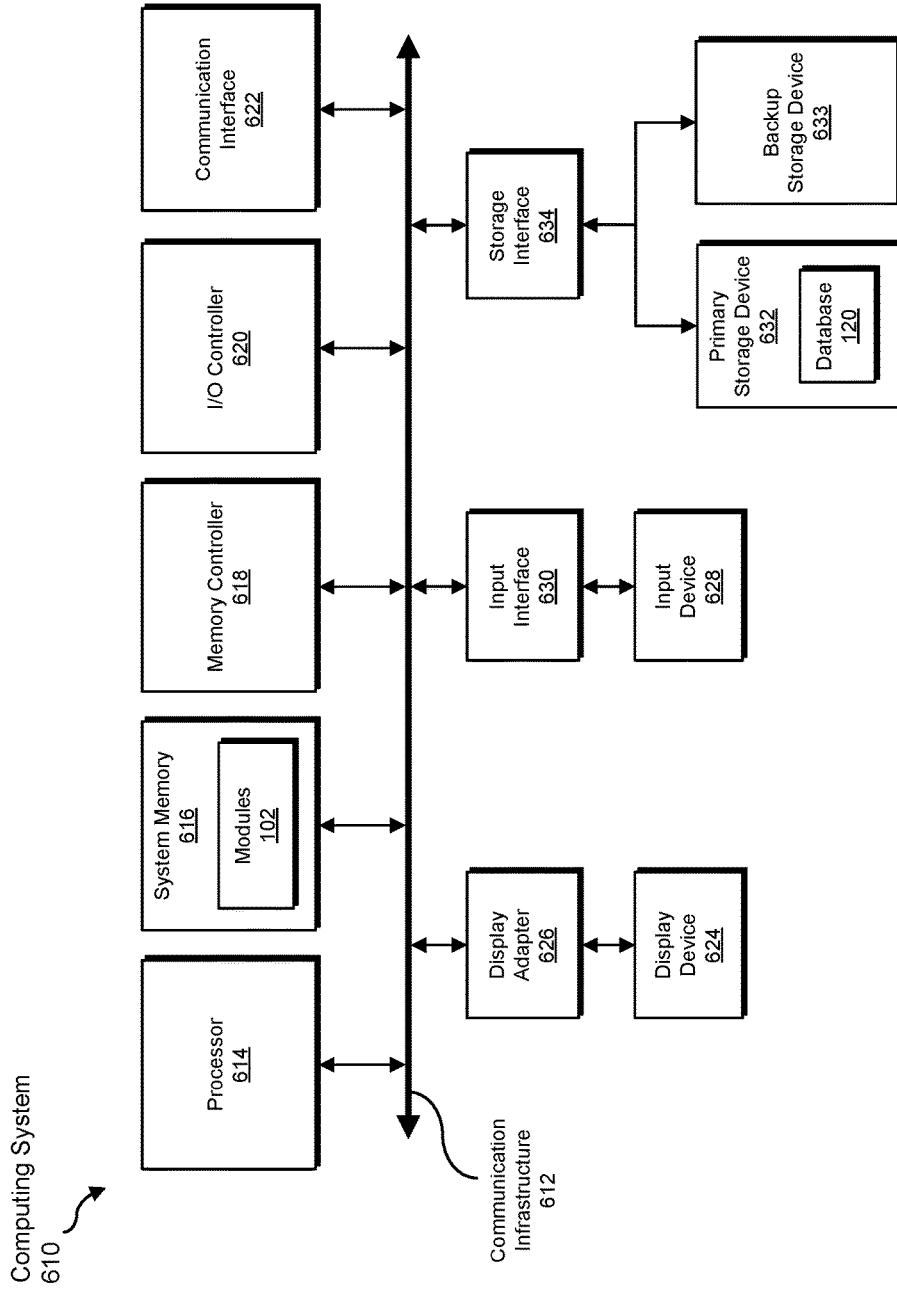 Computing System
610
Processor
614
System Memory
616
Modules
102
Memory Controller
618
I/O Controller
620
Communication
Interface
622
Communication
Infrastructure
612
Display
Adapter
626
Input
Interface
630
Storage
Interface
634
Display
Device
624
Input
Device
628
Primary
Storage Device
632
Database
120
Backup
Storage Device
633